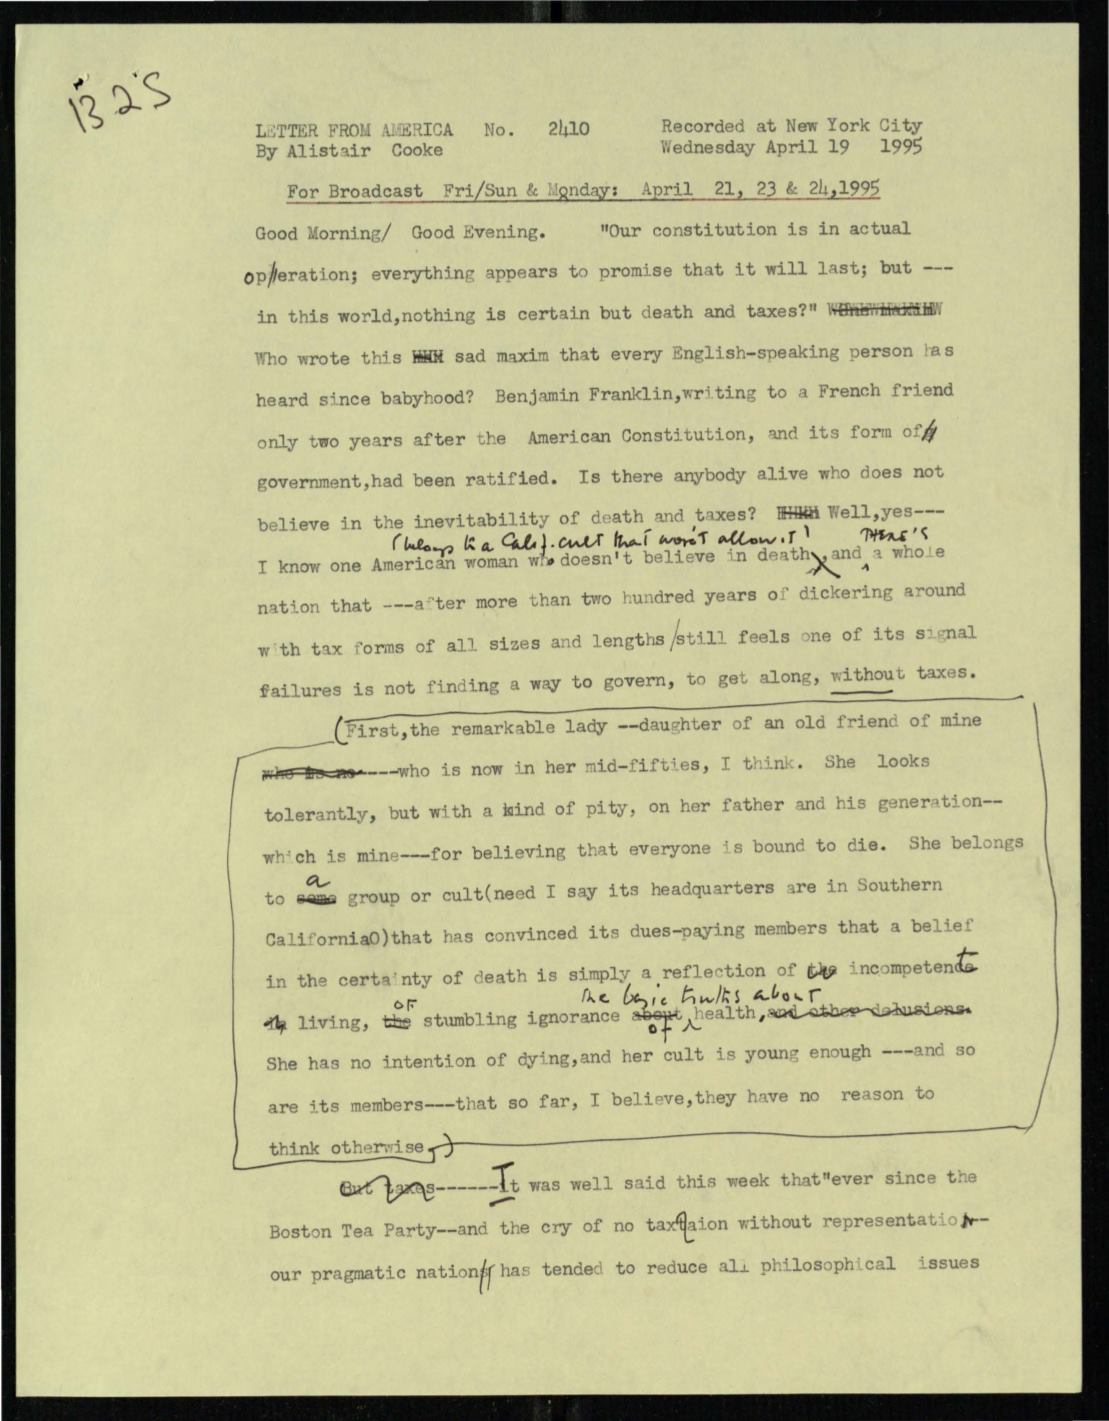 1325
LETTER FROM AMERICA No. 2410 Recorded at New York City
By Alistair Cooke Wednesday April 19 1995
For Broadcast Fri/Sun & Monday: April 21, 23 & 24,1995
Good Morning/ Good Evening. "Our constitution is in actual
operation; everything appears to promise that it will last; but ---
in this world,nothing is certain but death and taxes?"
Who wrote this sad maxim that every English-speaking person has
heard since babyhood? Benjamin Franklin,writing to a French friend
only two years after the American Constitution, and its form of
government,had been ratified. Is there anybody alive who does not
believe in the inevitability of death and taxes? Well,yes---
(belongs to a Calif. cult that won't allow it) THERE'S
I know one American woman who doesn't believe in death, and a whole
nation that ---after more than two hundred years of dickering around
with tax forms of all sizes and lengths/still feels one of its signal
failures is not finding a way to govern, to get along, without taxes.
(First,the remarkable lady --daughter of an old friend of mine
who is no----who is now in her mid-fifties, I think. She looks
tolerantly, but with a kind of pity, on her father and his generation--
which is mine---for believing that everyone is bound to die. She belongs
a
to some group or cult(need I say its headquarters are in Southern
California0)that has convinced its dues-paying members that a belief
in the certainty of death is simply a reflection of the incompetent
OF the basic truths about
living, the stumbling ignorance about health,and other delusions.
of
She has no intention of dying,and her cult is young enough ---and so
are its members---that so far, I believe,they have no reason to
think otherwise.)
But taxes------It was well said this week that"ever since the
Boston Tea Party--and the cry of no taxaion without representation--
our pragmatic nation has tended to reduce all philosophical issues